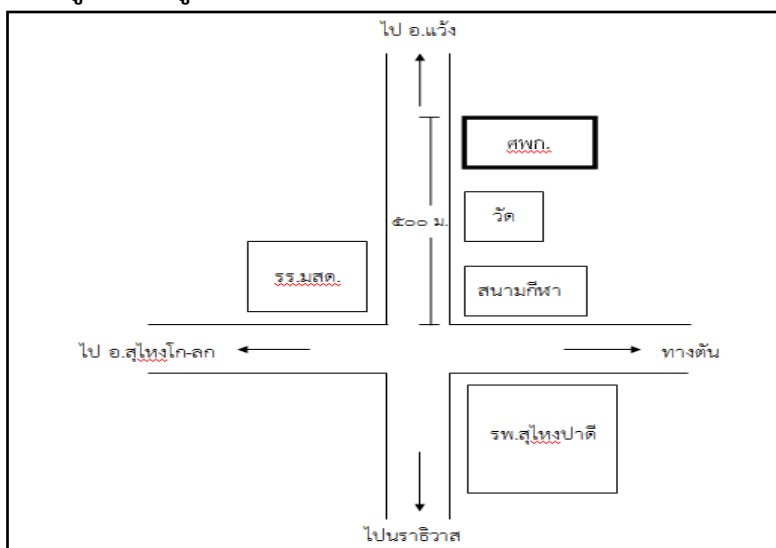 ไป อ.แว้ง
ศพก.
วัด
๕๐๐ ม.
รร.มสด.
สนามกีฬา
ไป อ.สุไหงโก-ลก
ทางตัน
รพ.สุไหงปาดี
ไปนราธิวาส